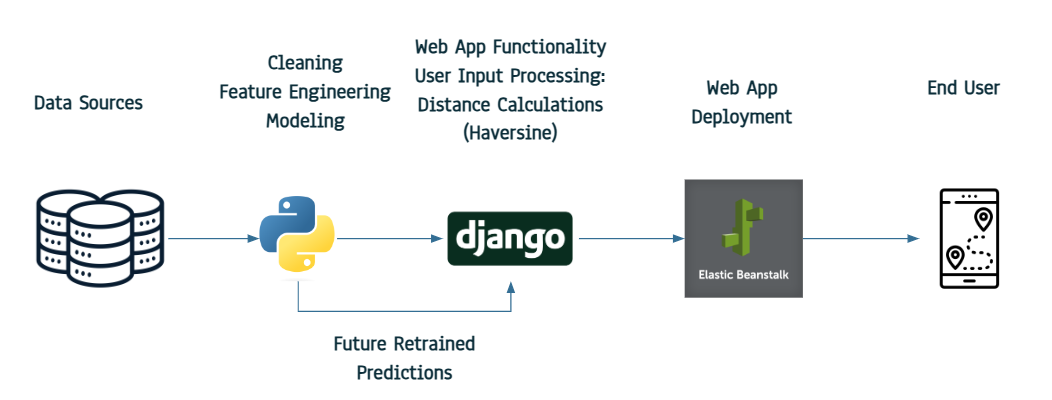 Data Sources
Cleaning
Feature Engineering
Modeling
Web App Functionality
User Input Processing:
Distance Calculations
(Haversine)
Web App
Deployment
End User
django
Elastic Beanstalk
Future Retrained
Predictions